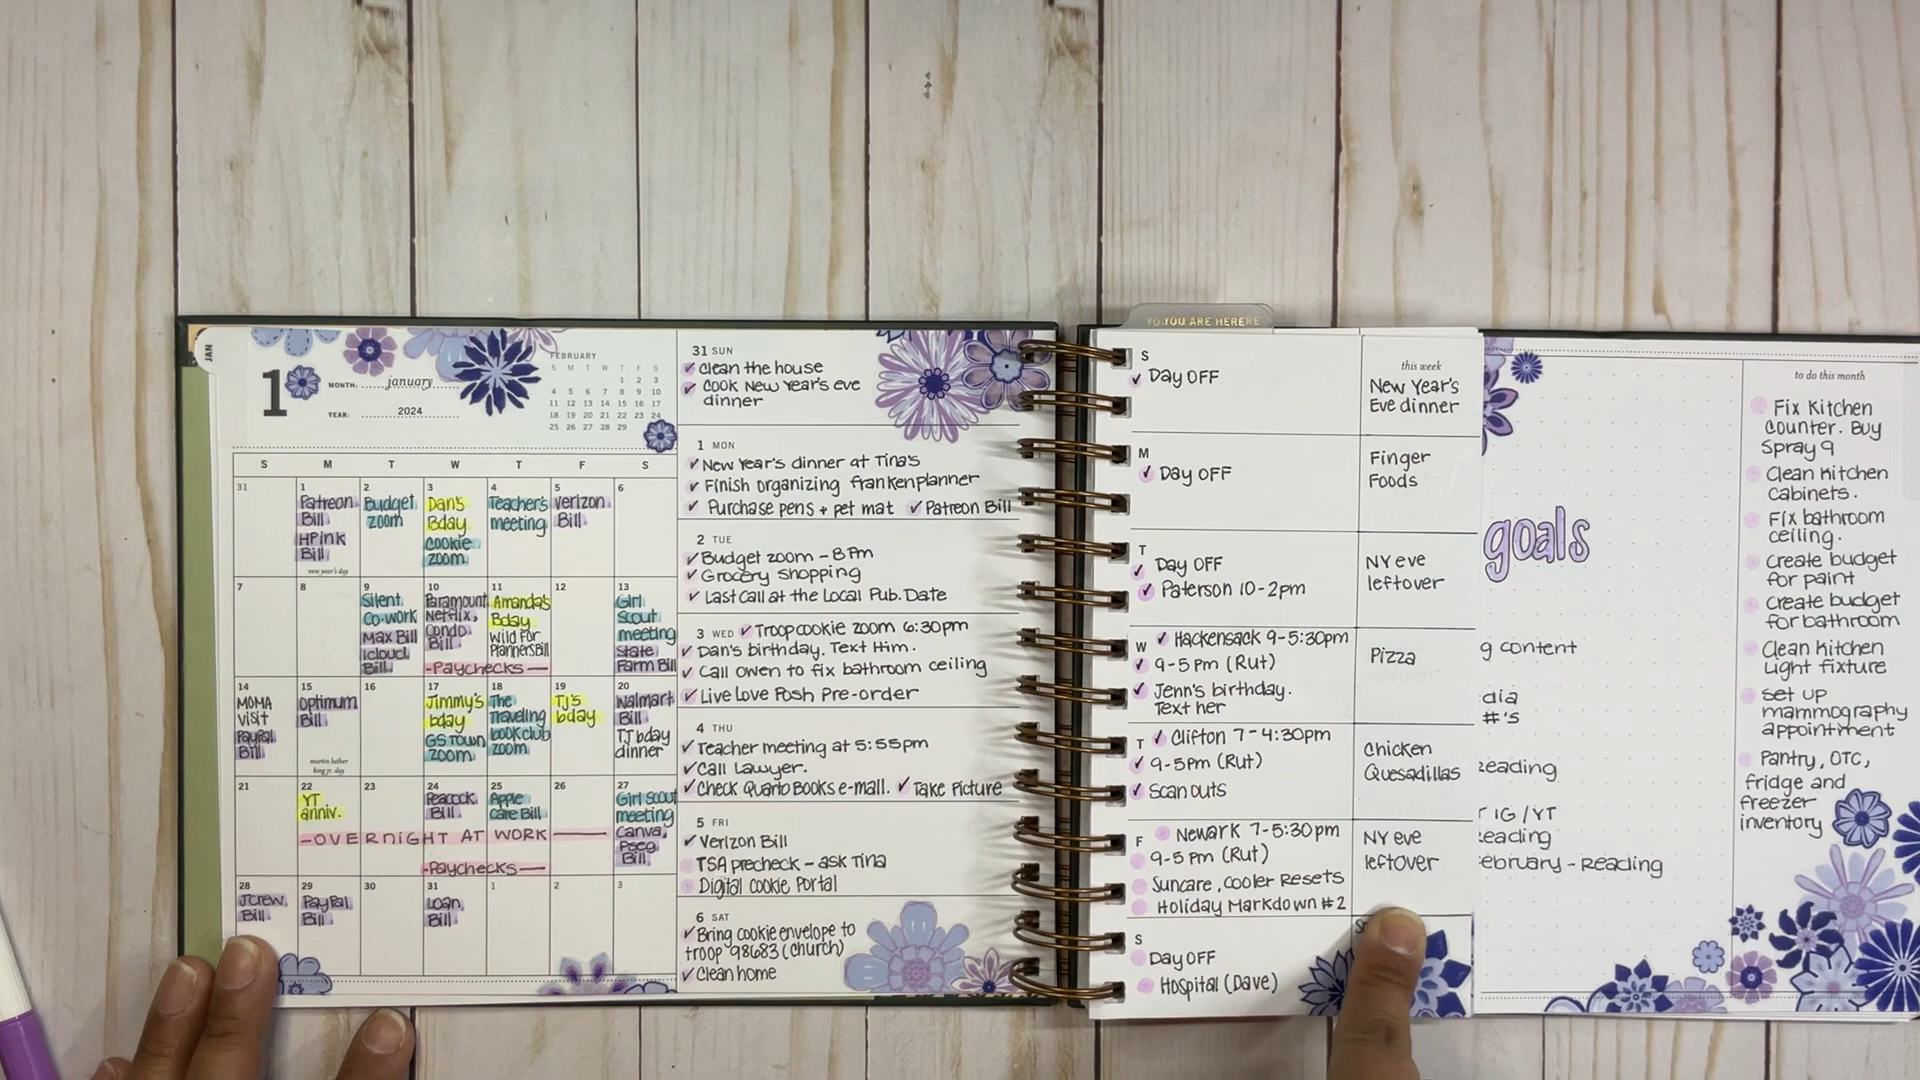 JAN
1
MONTH: january
YEAR: 2024
FEBRUARY
S M T W T F S
1 2 3
4 5 6 7 8 9 10
11 12 13 14 15 16 17
18 19 20 21 22 23 24
25 26 27 28 29
S M T W T F S
31
1
Patreon
Bill
HPink
Bill
new year's day
2
Budget
zoom
3
Dan's
Bday
Cookie
zoom
4
Teacher's
meeting
5
Verizon
Bill
6
7
8
9
Silent
Co-work
Max Bill
Icloud
Bill
10
Paramount,
Netflix,
Condo
Bill
11
Amanda's
Bday
Wild for
Planners Bill
-Paychecks-
12
13
Girl
Scout
meeting
State
Farm Bill
14
MOMA
Visit
PayPal
Bill
15
Optimum
Bill
martin luther
king jr. day
16
17
Jimmy's
bday
GS Town
zoom
18
The
Traveling
bookclub
zoom
19
TJ's
bday
20
Walmart
Bill
TJ bday
dinner
21
22
YT
anniv.
23
24
Peacock
Bill
25
Apple
care Bill
26
27
Girl Scout
meeting
Canva,
Pseg
Bill
-OVERNIGHT AT WORK-
-Paychecks-
28
JCrew
Bill
29
PayPal
Bill
30
31
Loan
Bill
1
2
3
31 SUN
Clean the house
Cook New Year's eve
dinner
1 MON
New Year's dinner at Tina's
Finish organizing frankenplanner
Purchase pens + pet mat ✓ Patreon Bill
2 TUE
Budget zoom - 8 Pm
Grocery shopping
Last Call at the Local Pub. Date
3 WED ✓ Troop cookie zoom 6:30pm
Dan's birthday. Text Him.
Call Owen to fix bathroom ceiling
Live Love Posh Pre-order
4 THU
Teacher meeting at 5:55pm
Call Lawyer.
Check Quarto Books e-mail. ✓ Take Picture
5 FRI
Verizon Bill
TSA precheck - ask Tina
Digital cookie Portal
6 SAT
Bring cookie envelope to
troop 98683 (church)
Clean home
YOU ARE HERE
S
Day OFF
M
Day OFF
T
Day OFF
Paterson 10-2pm
W ✓ Hackensack 9-5:30pm
9-5 pm (Rut)
Jenn's birthday.
Text her
T ✓ Clifton 7-4:30pm
9-5pm (Rut)
Scan outs
F Newark 7-5:30pm
9-5 pm (Rut)
Suncare, cooler Resets
Holiday Markdown #2
S
Day OFF
Hospital (Dave)
this week
New Year's
Eve dinner
Finger
Foods
NY eve
leftover
Pizza
Chicken
Quesadillas
NY eve
leftover
goals
g content
dia
#'s
eading
IG / YT
eading
ebruary - Reading
to do this month
Fix Kitchen
counter. Buy
Spray 9
Clean Kitchen
cabinets.
Fix bathroom
ceiling.
Create budget
for paint
Create budget
for bathroom
Clean kitchen
Light fixture
Set up
mammography
appointment
Pantry, OTC,
fridge and
freezer
inventory